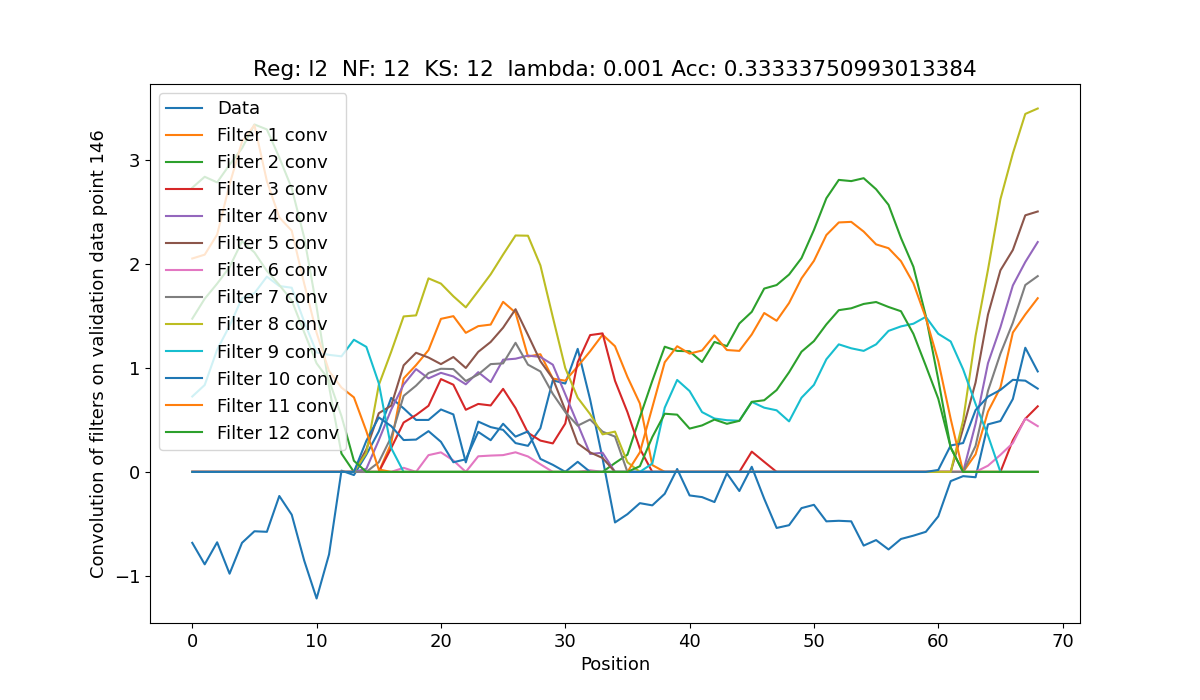 Reg: l2  NF: 12  KS: 12  lambda: 0.001 Acc: 0.33333750993013384
Convolution of filters on validation data point 146
Data
Filter 1 conv
Filter 2 conv
Filter 3 conv
Filter 4 conv
Filter 5 conv
Filter 6 conv
Filter 7 conv
Filter 8 conv
Filter 9 conv
Filter 10 conv
Filter 11 conv
Filter 12 conv
3
2
1
0
−1
0 10 20 30 40 50 60 70
Position